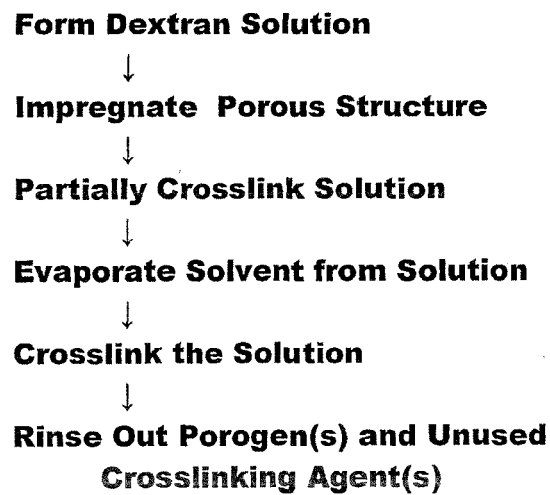 Form Dextran Solution
↓
Impregnate Porous Structure
↓
Partially Crosslink Solution
↓
Evaporate Solvent from Solution
↓
Crosslink the Solution
↓
Rinse Out Porogen(s) and Unused
Crosslinking Agent(s)